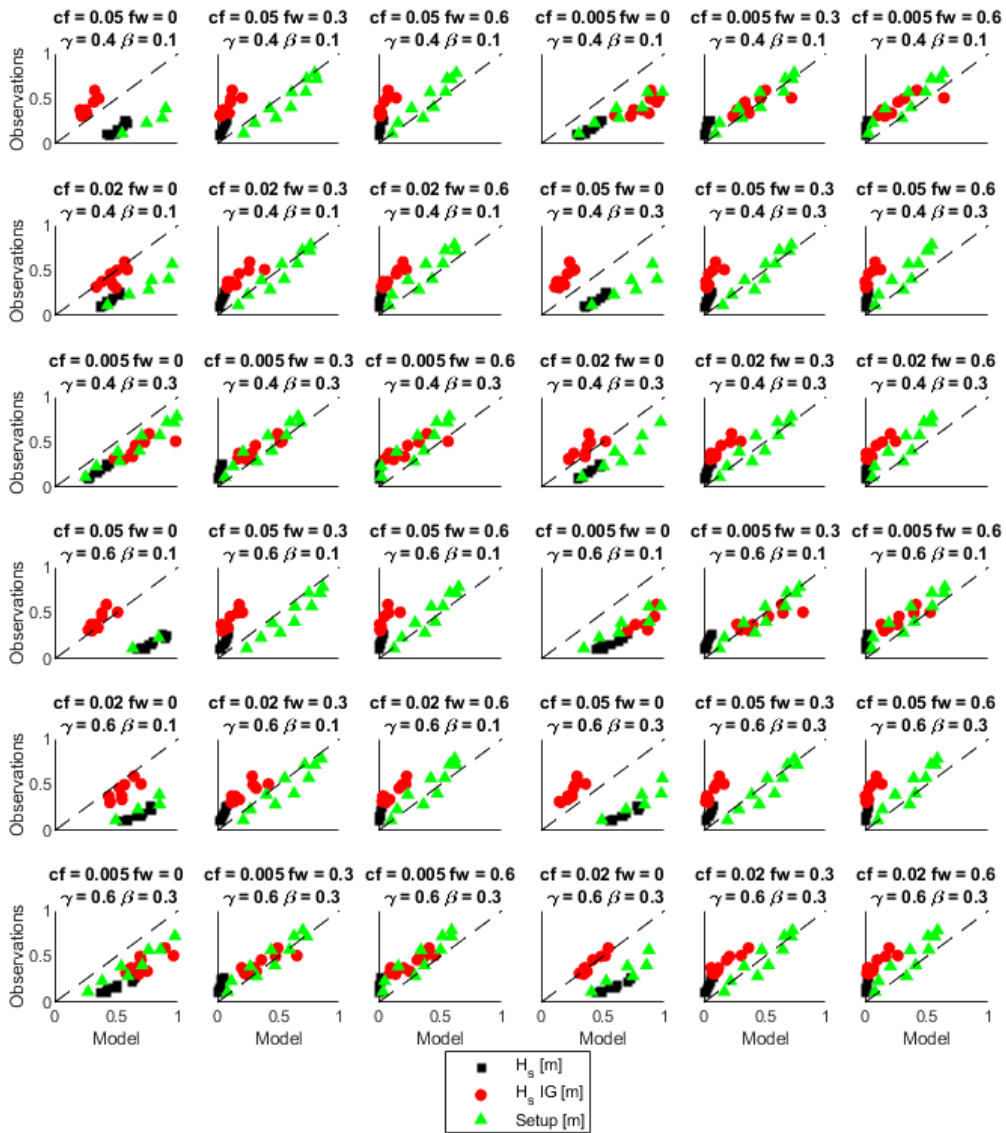 cf = 0.05 fw = 0 cf = 0.05 fw = 0.3 cf = 0.05 fw = 0.6 cf = 0.005 fw = 0 cf = 0.005 fw = 0.3 cf = 0.005 fw = 0.6
γ = 0.4 β = 0.1 γ = 0.4 β = 0.1 γ = 0.4 β = 0.1 γ = 0.4 β = 0.1 γ = 0.4 β = 0.1 γ = 0.4 β = 0.1
1
Observations
0.5
0
cf = 0.02 fw = 0 cf = 0.02 fw = 0.3 cf = 0.02 fw = 0.6 cf = 0.05 fw = 0 cf = 0.05 fw = 0.3 cf = 0.05 fw = 0.6
γ = 0.4 β = 0.1 γ = 0.4 β = 0.1 γ = 0.4 β = 0.1 γ = 0.4 β = 0.3 γ = 0.4 β = 0.3 γ = 0.4 β = 0.3
1
Observations
0.5
0
cf = 0.005 fw = 0 cf = 0.005 fw = 0.3 cf = 0.005 fw = 0.6 cf = 0.02 fw = 0 cf = 0.02 fw = 0.3 cf = 0.02 fw = 0.6
γ = 0.4 β = 0.3 γ = 0.4 β = 0.3 γ = 0.4 β = 0.3 γ = 0.4 β = 0.3 γ = 0.4 β = 0.3 γ = 0.4 β = 0.3
1
Observations
0.5
0
cf = 0.05 fw = 0 cf = 0.05 fw = 0.3 cf = 0.05 fw = 0.6 cf = 0.005 fw = 0 cf = 0.005 fw = 0.3 cf = 0.005 fw = 0.6
γ = 0.6 β = 0.1 γ = 0.6 β = 0.1 γ = 0.6 β = 0.1 γ = 0.6 β = 0.1 γ = 0.6 β = 0.1 γ = 0.6 β = 0.1
1
Observations
0.5
0
cf = 0.02 fw = 0 cf = 0.02 fw = 0.3 cf = 0.02 fw = 0.6 cf = 0.05 fw = 0 cf = 0.05 fw = 0.3 cf = 0.05 fw = 0.6
γ = 0.6 β = 0.1 γ = 0.6 β = 0.1 γ = 0.6 β = 0.1 γ = 0.6 β = 0.3 γ = 0.6 β = 0.3 γ = 0.6 β = 0.3
1
Observations
0.5
0
cf = 0.005 fw = 0 cf = 0.005 fw = 0.3 cf = 0.005 fw = 0.6 cf = 0.02 fw = 0 cf = 0.02 fw = 0.3 cf = 0.02 fw = 0.6
γ = 0.6 β = 0.3 γ = 0.6 β = 0.3 γ = 0.6 β = 0.3 γ = 0.6 β = 0.3 γ = 0.6 β = 0.3 γ = 0.6 β = 0.3
1
Observations
0.5
0
0 0.5 1 0 0.5 1 0 0.5 1 0 0.5 1 0 0.5 1 0 0.5 1
Model Model Model Model Model Model
H_s [m]
H_s IG [m]
Setup [m]